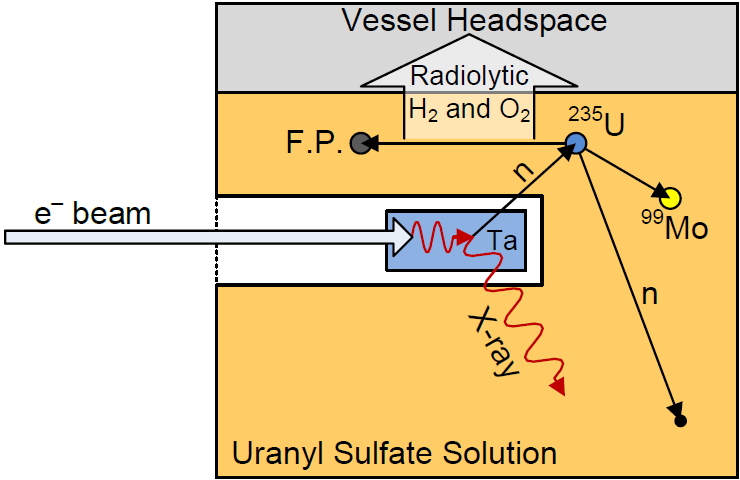 Vessel Headspace
Radiolytic
H₂ and O₂
²³⁵U
F.P.
n
e⁻ beam
Ta
⁹⁹Mo
n
X-ray
Uranyl Sulfate Solution